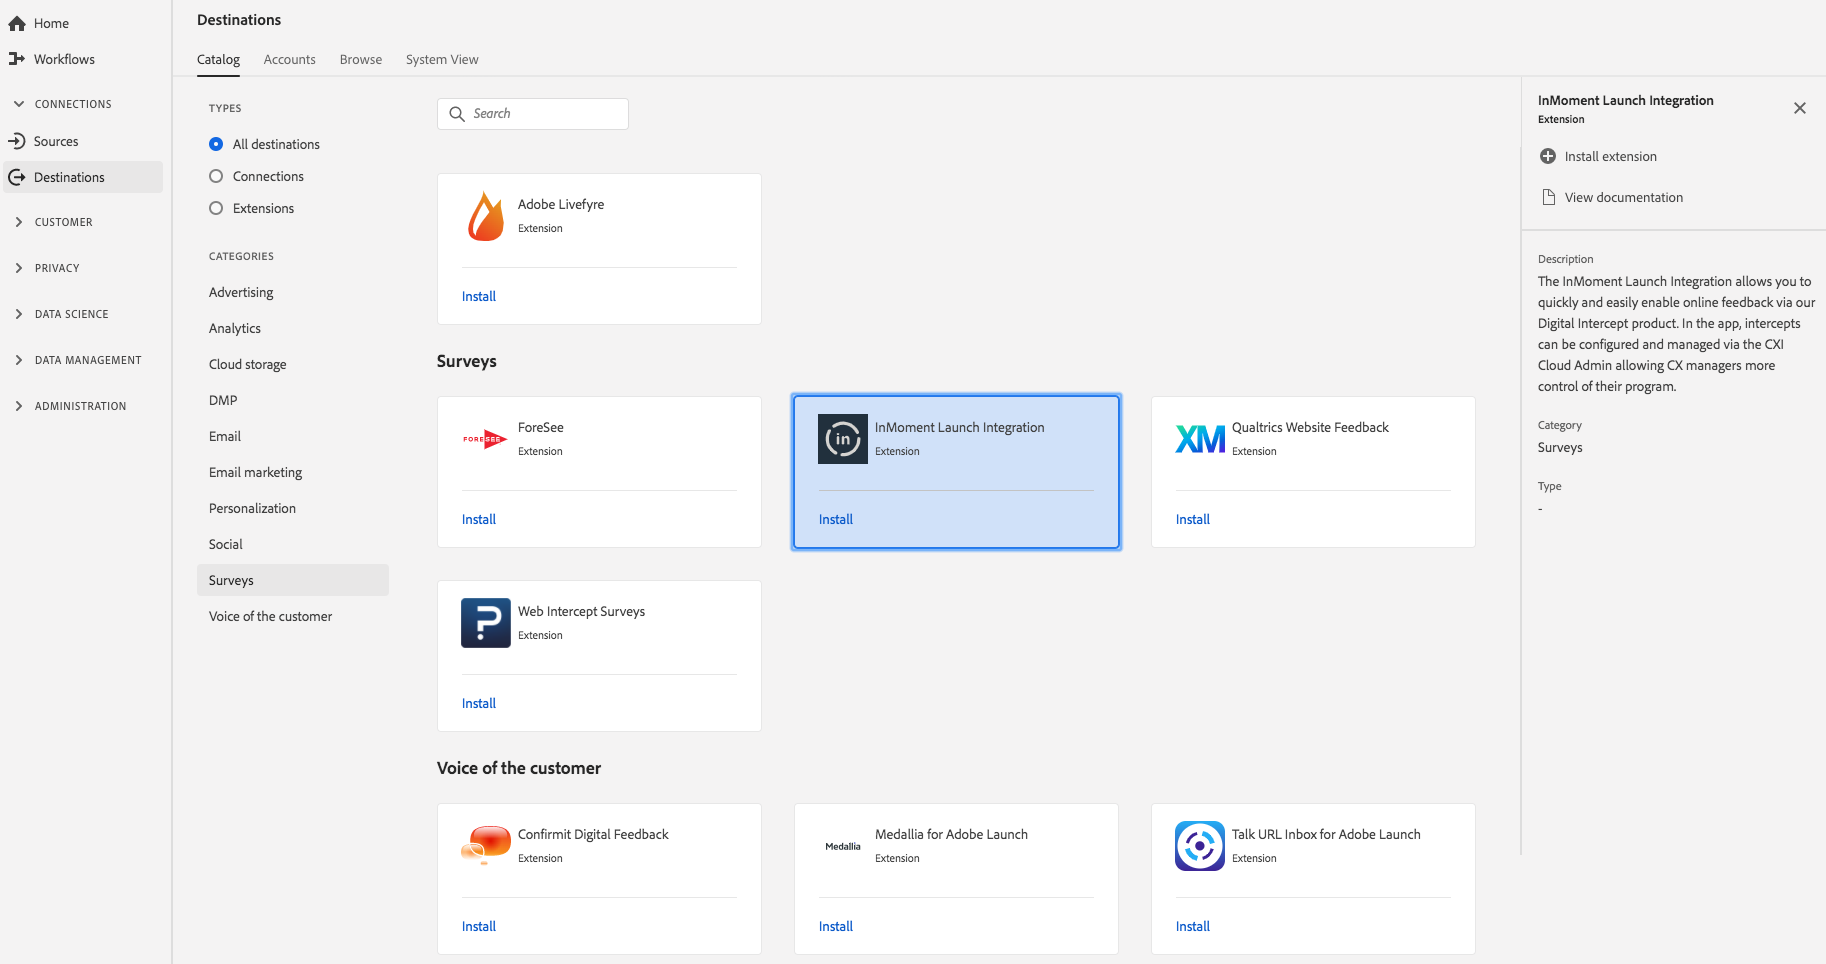 Home
Workflows
CONNECTIONS
Sources
Destinations
CUSTOMER
PRIVACY
DATA SCIENCE
DATA MANAGEMENT
ADMINISTRATION
Destinations
Catalog Accounts Browse System View
TYPES
All destinations
Connections
Extensions
CATEGORIES
Advertising
Analytics
Cloud storage
DMP
Email
Email marketing
Personalization
Social
Surveys
Voice of the customer
Search
Adobe Livefyre
Extension
Install
Surveys
FORESEE
ForeSee
Extension
Install
in
InMoment Launch Integration
Extension
Install
XM
Qualtrics Website Feedback
Extension
Install
?
Web Intercept Surveys
Extension
Install
Voice of the customer
Confirmit Digital Feedback
Extension
Install
Medallia
Medallia for Adobe Launch
Extension
Install
Talk URL Inbox for Adobe Launch
Extension
Install
InMoment Launch Integration
Extension
Install extension
View documentation
Description
The InMoment Launch Integration allows you to
quickly and easily enable online feedback via our
Digital Intercept product. In the app, intercepts
can be configured and managed via the CXI
Cloud Admin allowing CX managers more
control of their program.
Category
Surveys
Type
-